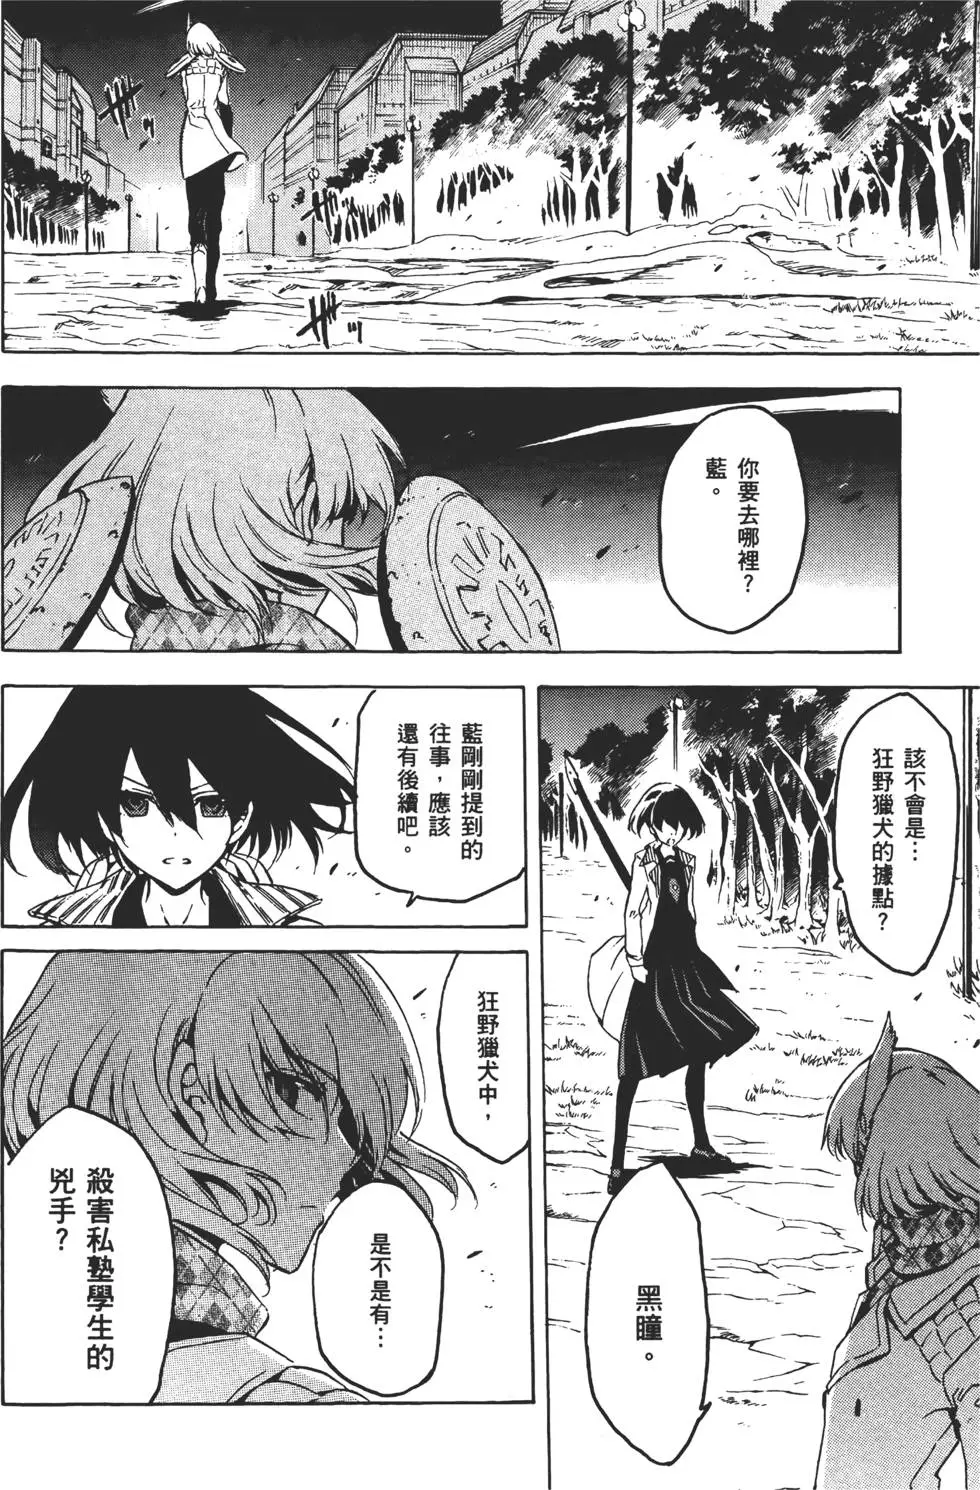 你要去哪裡？
藍。
該不會是…
狂野獵犬的據點？
黑瞳。
藍剛剛提到的
往事，應該
還有後續吧。
狂野獵犬中，
是不是有…
殺害私塾學生的
兇手？